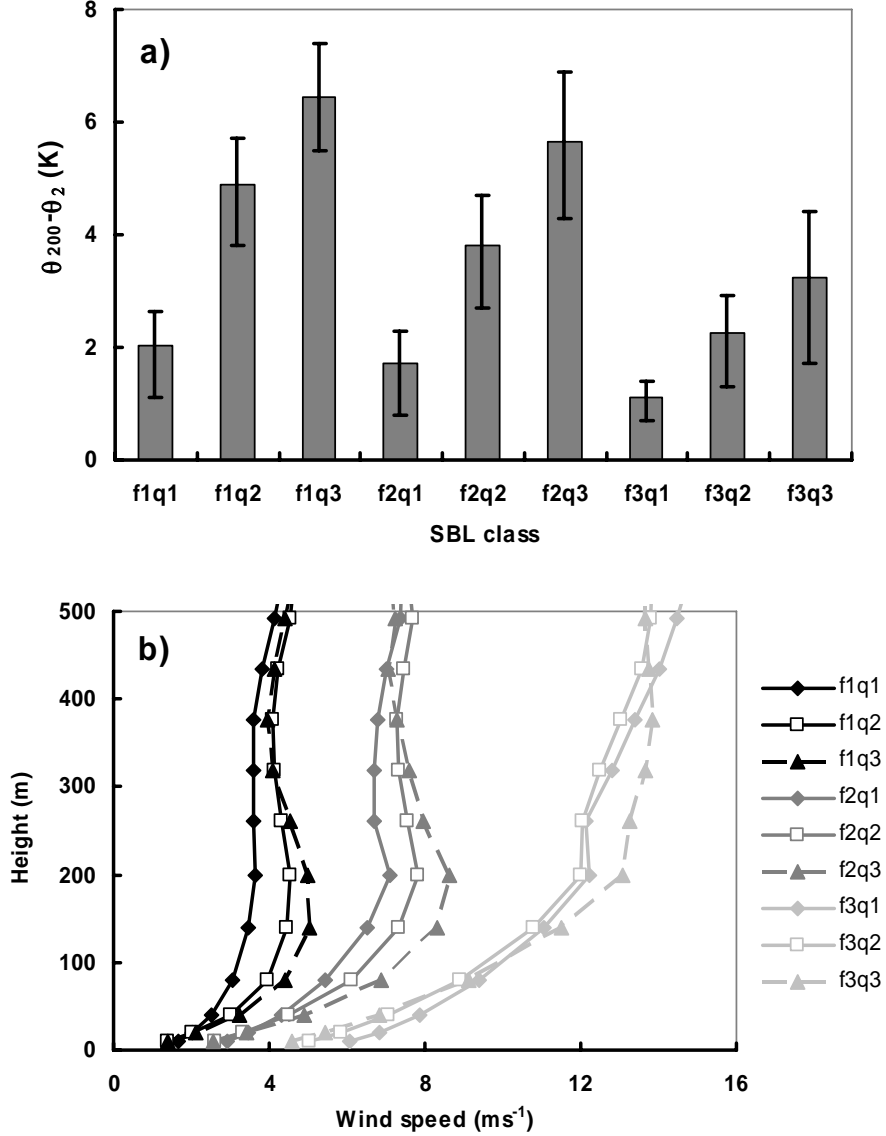 a)
θ200-θ2 (K)
8
6
4
2
0
f1q1 f1q2 f1q3 f2q1 f2q2 f2q3 f3q1 f3q2 f3q3
SBL class
b)
Height (m)
500
400
300
200
100
0
0 4 8 12 16
Wind speed (ms-1)
f1q1
f1q2
f1q3
f2q1
f2q2
f2q3
f3q1
f3q2
f3q3